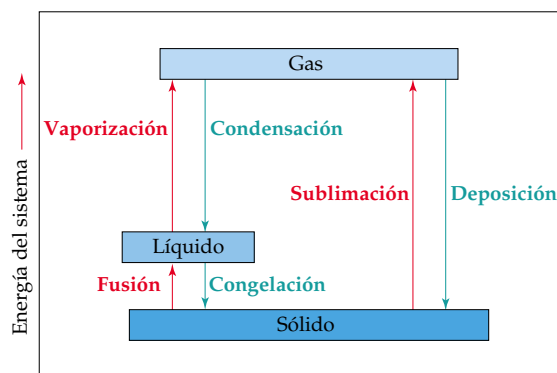 Gas
Vaporización
Condensación
Sublimación
Deposición
Líquido
Fusión
Congelación
Sólido
Energía del sistema